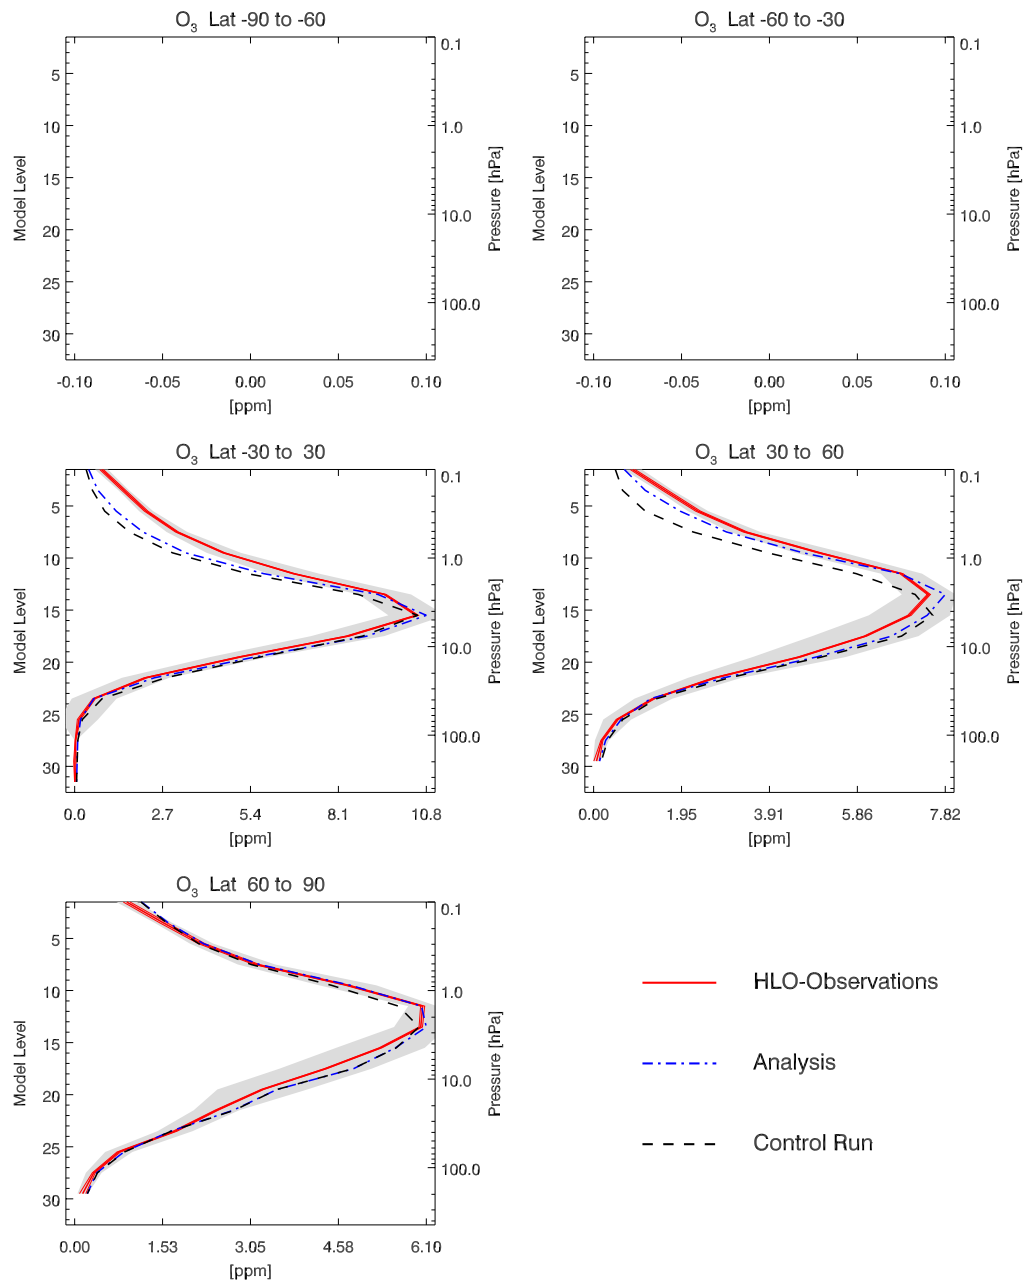 O3 Lat -90 to -60
O3 Lat -60 to -30
5
10
15
20
25
30
Model Level
0.1
1.0
10.0
100.0
Pressure [hPa]
-0.10 -0.05 0.00 0.05 0.10
[ppm]
5
10
15
20
25
30
Model Level
0.1
1.0
10.0
100.0
Pressure [hPa]
-0.10 -0.05 0.00 0.05 0.10
[ppm]
O3 Lat -30 to 30
O3 Lat 30 to 60
5
10
15
20
25
30
Model Level
0.1
1.0
10.0
100.0
Pressure [hPa]
0.0 2.7 5.4 8.1 10.8
[ppm]
5
10
15
20
25
30
Model Level
0.1
1.0
10.0
100.0
Pressure [hPa]
0.00 1.95 3.91 5.86 7.82
[ppm]
O3 Lat 60 to 90
5
10
15
20
25
30
Model Level
0.1
1.0
10.0
100.0
Pressure [hPa]
0.00 1.53 3.05 4.58 6.10
[ppm]
HLO-Observations
Analysis
Control Run